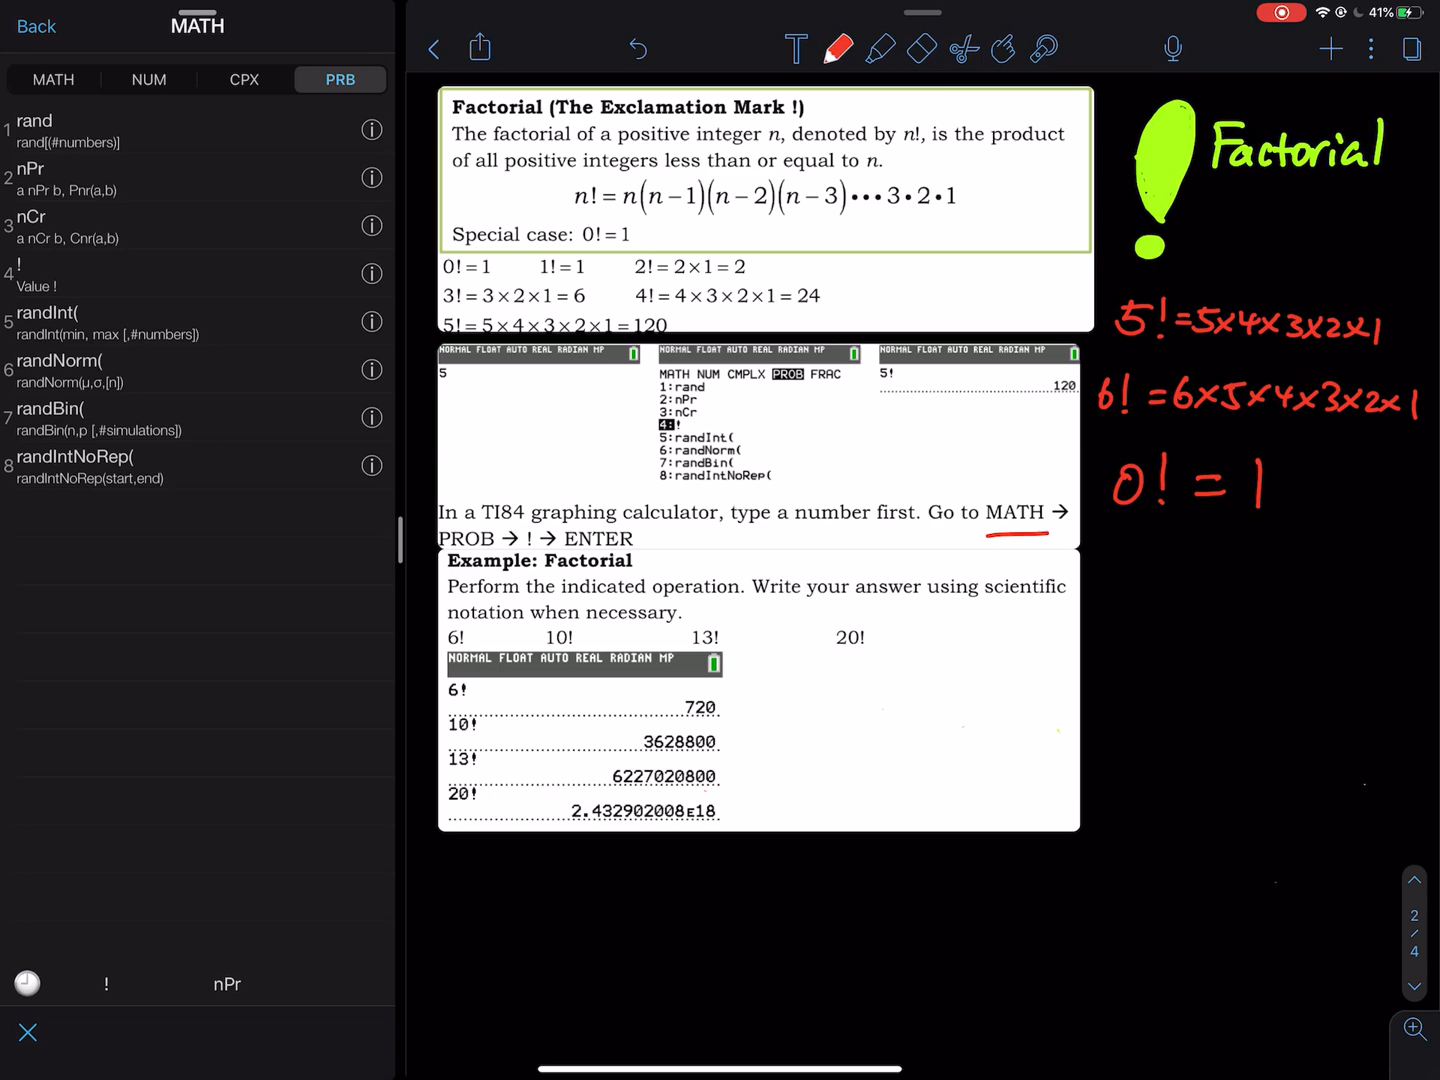 Back
MATH
MATH NUM CPX PRB
1 rand
rand[(#numbers)]
2 nPr
a nPr b, Pnr(a,b)
3 nCr
a nCr b, Cnr(a,b)
4 !
Value !
5 randInt(
randInt(min, max [,#numbers])
6 randNorm(
randNorm(μ,σ,[n])
7 randBin(
randBin(n,p [,#simulations])
8 randIntNoRep(
randIntNoRep(start,end)
! nPr
41%
Factorial (The Exclamation Mark !)
The factorial of a positive integer n, denoted by n!, is the product
of all positive integers less than or equal to n.
n! = n(n−1)(n−2)(n−3)•••3•2•1
Special case: 0! = 1
0! = 1 1! = 1 2! = 2×1 = 2
3! = 3×2×1 = 6 4! = 4×3×2×1 = 24
5! = 5×4×3×2×1 = 120
NORMAL FLOAT AUTO REAL RADIAN MP
5
NORMAL FLOAT AUTO REAL RADIAN MP
MATH NUM CMPLX PROB FRAC
1:rand
2:nPr
3:nCr
4:!
5:randInt(
6:randNorm(
7:randBin(
8:randIntNoRep(
NORMAL FLOAT AUTO REAL RADIAN MP
5!
120
In a TI84 graphing calculator, type a number first. Go to MATH →
PROB → ! → ENTER
Example: Factorial
Perform the indicated operation. Write your answer using scientific
notation when necessary.
6! 10! 13! 20!
NORMAL FLOAT AUTO REAL RADIAN MP
6!
720
10!
3628800
13!
6227020800
20!
2.432902008E18
! Factorial
5! = 5×4×3×2×1
6! = 6×5×4×3×2×1
0! = 1
2
/
4